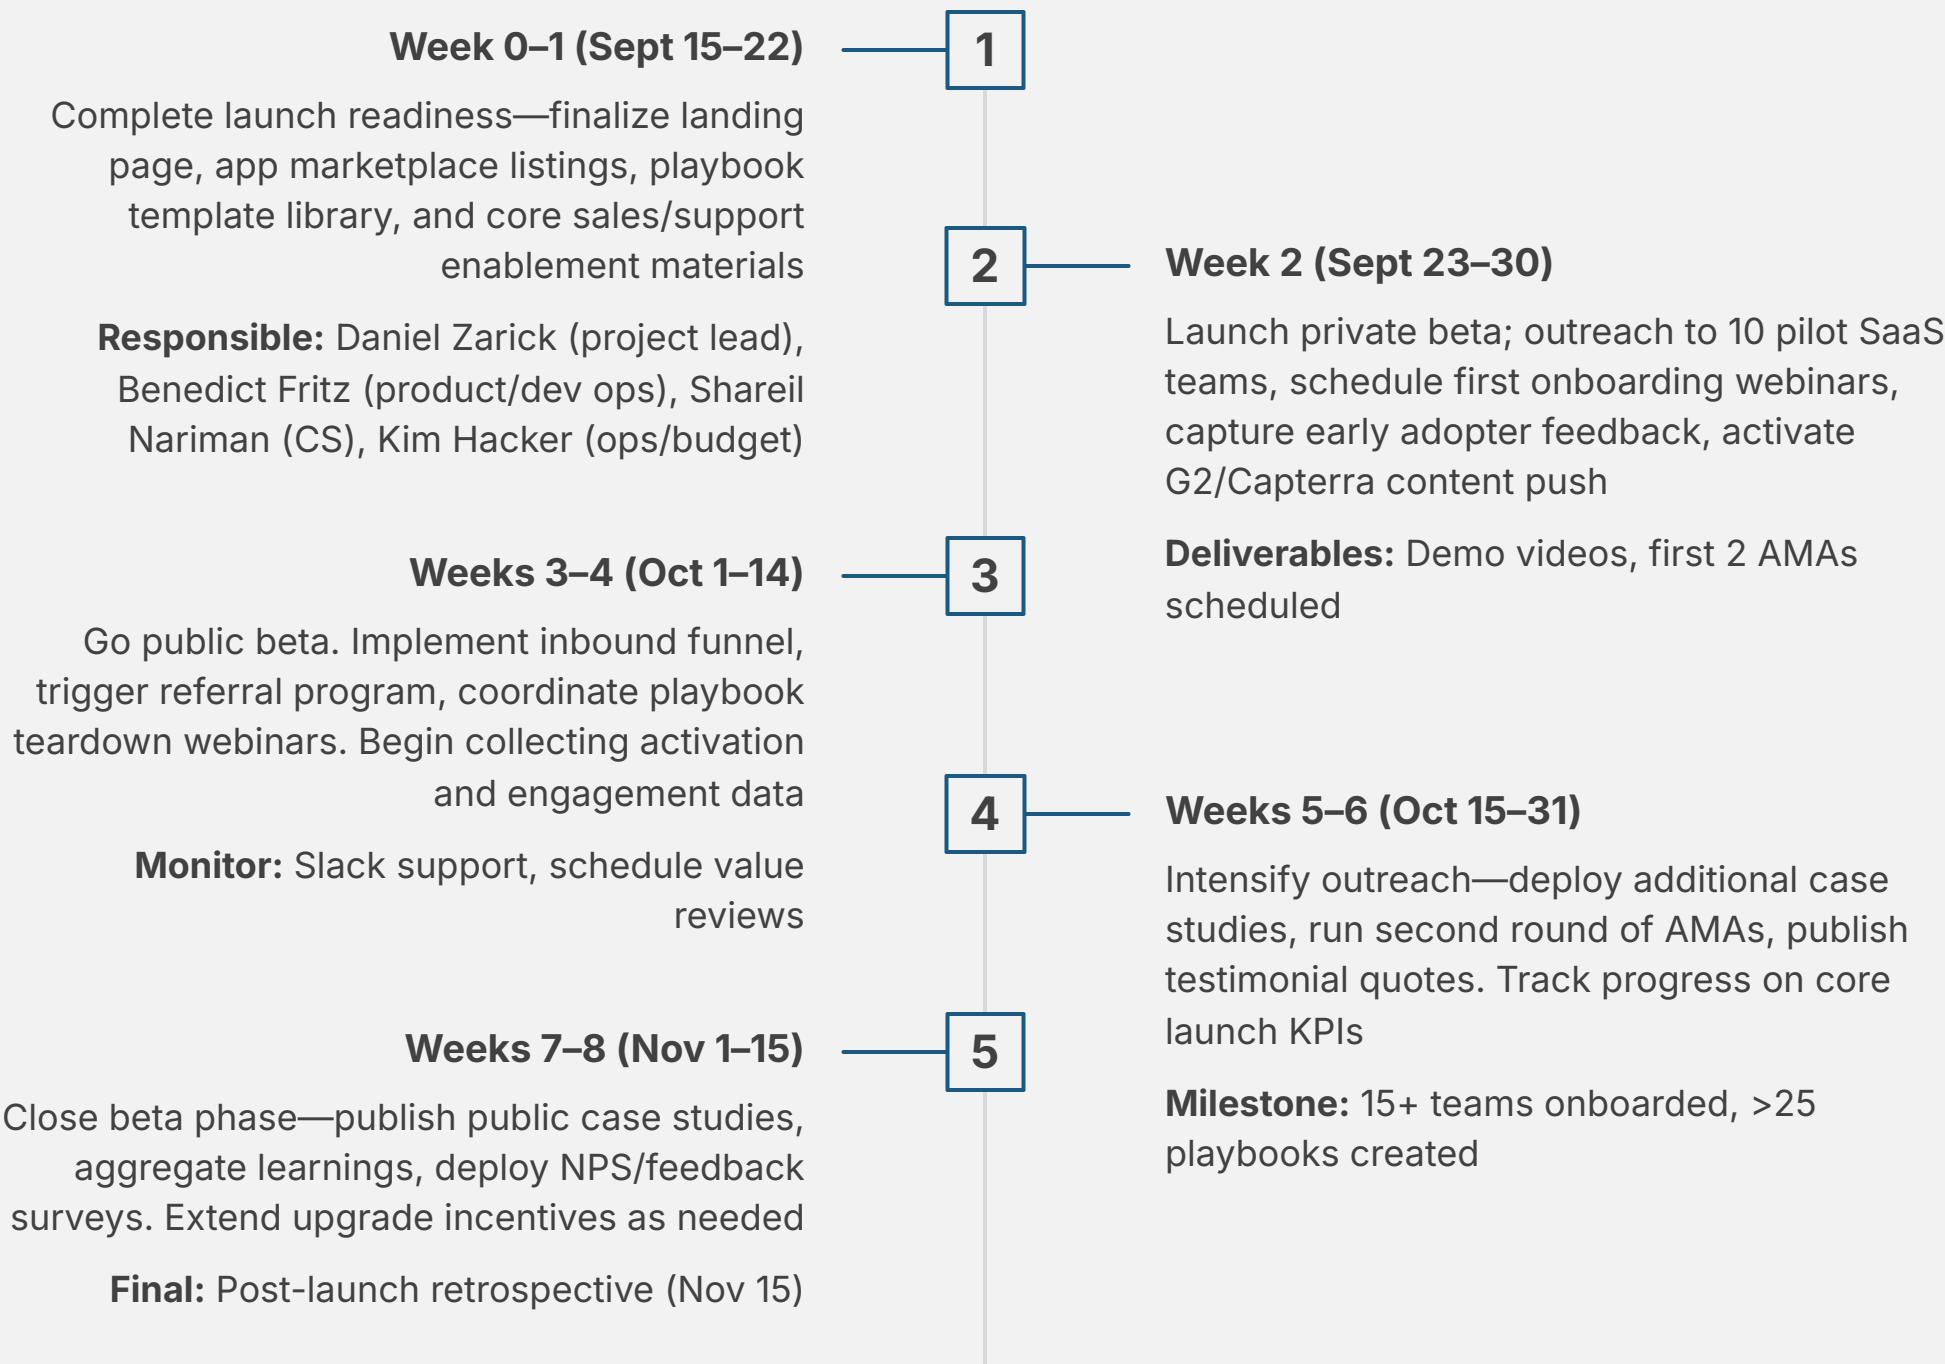 1
Week 0–1 (Sept 15–22)
Complete launch readiness—finalize landing
page, app marketplace listings, playbook
template library, and core sales/support
enablement materials
Responsible: Daniel Zarick (project lead),
Benedict Fritz (product/dev ops), Shareil
Nariman (CS), Kim Hacker (ops/budget)
2
Week 2 (Sept 23–30)
Launch private beta; outreach to 10 pilot SaaS
teams, schedule first onboarding webinars,
capture early adopter feedback, activate
G2/Capterra content push
Deliverables: Demo videos, first 2 AMAs
scheduled
3
Weeks 3–4 (Oct 1–14)
Go public beta. Implement inbound funnel,
trigger referral program, coordinate playbook
teardown webinars. Begin collecting activation
and engagement data
Monitor: Slack support, schedule value
reviews
4
Weeks 5–6 (Oct 15–31)
Intensify outreach—deploy additional case
studies, run second round of AMAs, publish
testimonial quotes. Track progress on core
launch KPIs
Milestone: 15+ teams onboarded, >25
playbooks created
5
Weeks 7–8 (Nov 1–15)
Close beta phase—publish public case studies,
aggregate learnings, deploy NPS/feedback
surveys. Extend upgrade incentives as needed
Final: Post-launch retrospective (Nov 15)